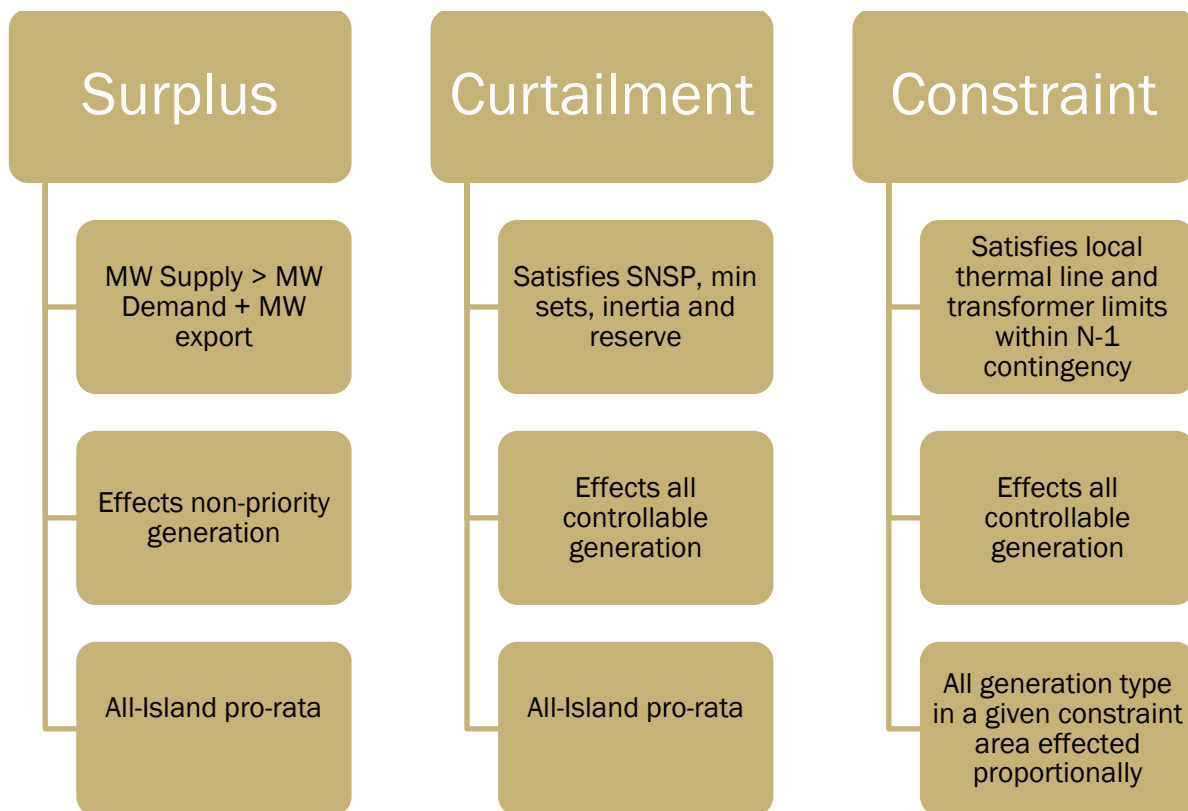 Surplus
MW Supply > MW
Demand + MW
export
Effects non-priority
generation
All-Island pro-rata
Curtailment
Satisfies SNSP, min
sets, inertia and
reserve
Effects all
controllable
generation
All-Island pro-rata
Constraint
Satisfies local
thermal line and
transformer limits
within N-1
contingency
Effects all
controllable
generation
All generation type
in a given constraint
area effected
proportionally